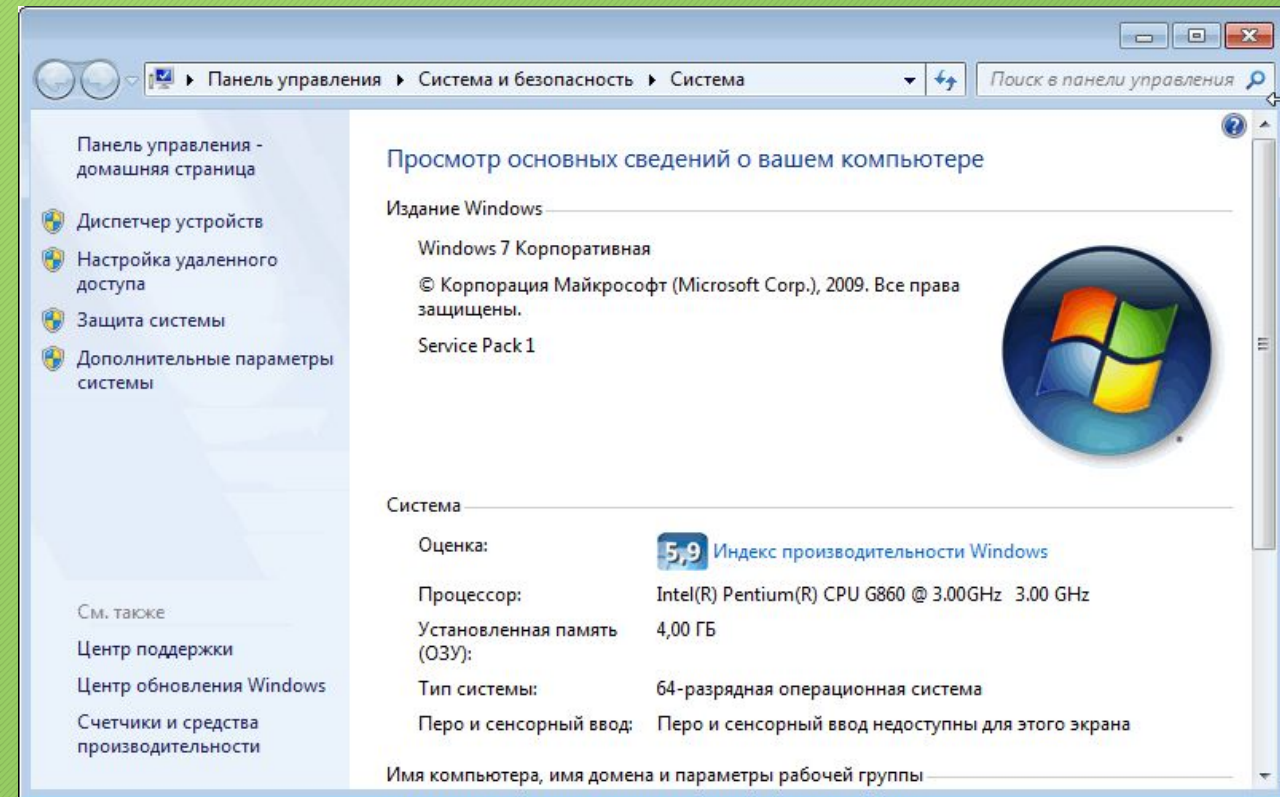 Панель управления ▸ Система и безопасность ▸ Система
Поиск в панели управления
Панель управления -
домашняя страница
Диспетчер устройств
Настройка удаленного
доступа
Защита системы
Дополнительные параметры
системы
См. также
Центр поддержки
Центр обновления Windows
Счетчики и средства
производительности
Просмотр основных сведений о вашем компьютере
Издание Windows
Windows 7 Корпоративная
© Корпорация Майкрософт (Microsoft Corp.), 2009. Все права
защищены.
Service Pack 1
Система
Оценка: 5,9 Индекс производительности Windows
Процессор: Intel(R) Pentium(R) CPU G860 @ 3.00GHz 3.00 GHz
Установленная память 4,00 ГБ
(ОЗУ):
Тип системы: 64-разрядная операционная система
Перо и сенсорный ввод: Перо и сенсорный ввод недоступны для этого экрана
Имя компьютера, имя домена и параметры рабочей группы